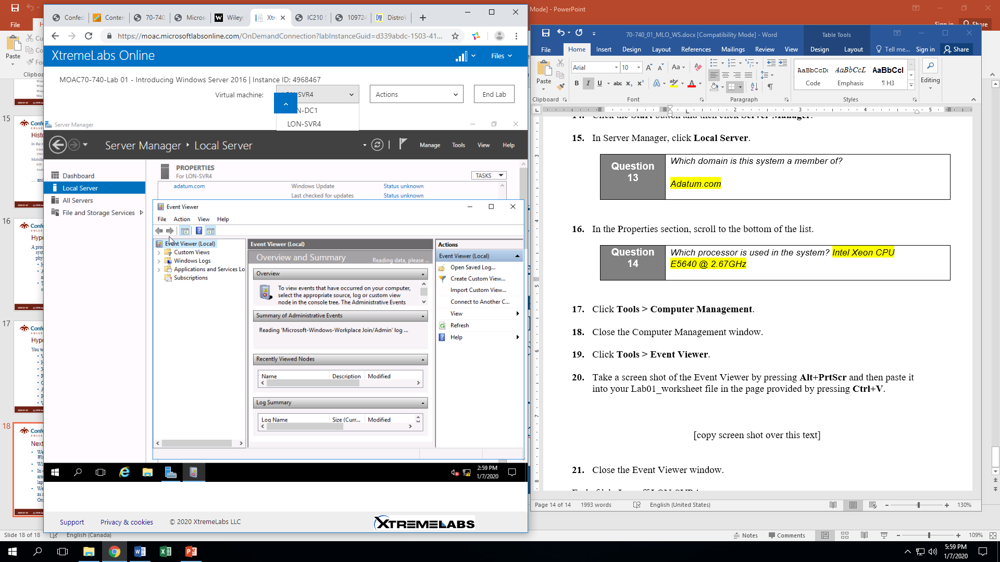 Mode] - PowerPoint
File
Sign in
Share
Paste
Clipboa
Confed
Conten
70-740
Micros
Wiley:
Xtr
IC210 S
109724
DistroW
https://moac.microsoftlabsonline.com/OnDemandConnection?labInstanceGuid=d339abdc-1503-41...
XtremeLabs Online
Files
MOAC70-740-Lab 01 - Introducing Windows Server 2016 | Instance ID: 4968467
Virtual machine:
SVR4
Actions
End Lab
N-DC1
LON-SVR4
Server Manager
Server Manager ‣ Local Server
Manage
Tools
View
Help
Dashboard
Local Server
All Servers
File and Storage Services
PROPERTIES
For LON-SVR4
TASKS
adatum.com
Windows Update
Status unknown
Last checked for updates
Status unknown
Event Viewer
File Action View Help
Event Viewer (Local)
Custom Views
Windows Logs
Applications and Services Lo
Subscriptions
Event Viewer (Local)
Overview and Summary
Reading data, please ...
Overview
To view events that have occurred on your computer,
select the appropriate source, log or custom view
node in the console tree. The Administrative Events
Summary of Administrative Events
Reading 'Microsoft-Windows-Workplace Join/Admin' log ...
Recently Viewed Nodes
Name Description Modified
Log Summary
Log Name Size (Curr... Modified
Actions
Event Viewer (Local)
Open Saved Log...
Create Custom View...
Import Custom View...
Connect to Another C...
View
Refresh
Help
2:59 PM
1/7/2020
Support
Privacy & cookies
© 2020 XtremeLabs LLC
XTREMELABS
70-740_01_MLO_WS.docx [Compatibility Mode] - Word
Table Tools
File Home Insert Design Layout References Mailings Review View Design Layout Tell me... Sign in Share
Paste
Arial
10
Code
Emphasis
¶ H3
Editing
Clipboard
Font
Paragraph
Styles
15. In Server Manager, click Local Server.
Question
13
Which domain is this system a member of?
Adatum.com
16. In the Properties section, scroll to the bottom of the list.
Question
14
Which processor is used in the system? Intel Xeon CPU
E5640 @ 2.67GHz
17. Click Tools > Computer Management.
18. Close the Computer Management window.
19. Click Tools > Event Viewer.
20. Take a screen shot of the Event Viewer by pressing Alt+PrtScr and then paste it
into your Lab01_worksheet file in the page provided by pressing Ctrl+V.
[copy screen shot over this text]
21. Close the Event Viewer window.
Page 14 of 14
1993 words
English (United States)
130%
15
16
17
18
Slide 18 of 18
English (Canada)
Notes
Comments
109%
5:59 PM
1/7/2020